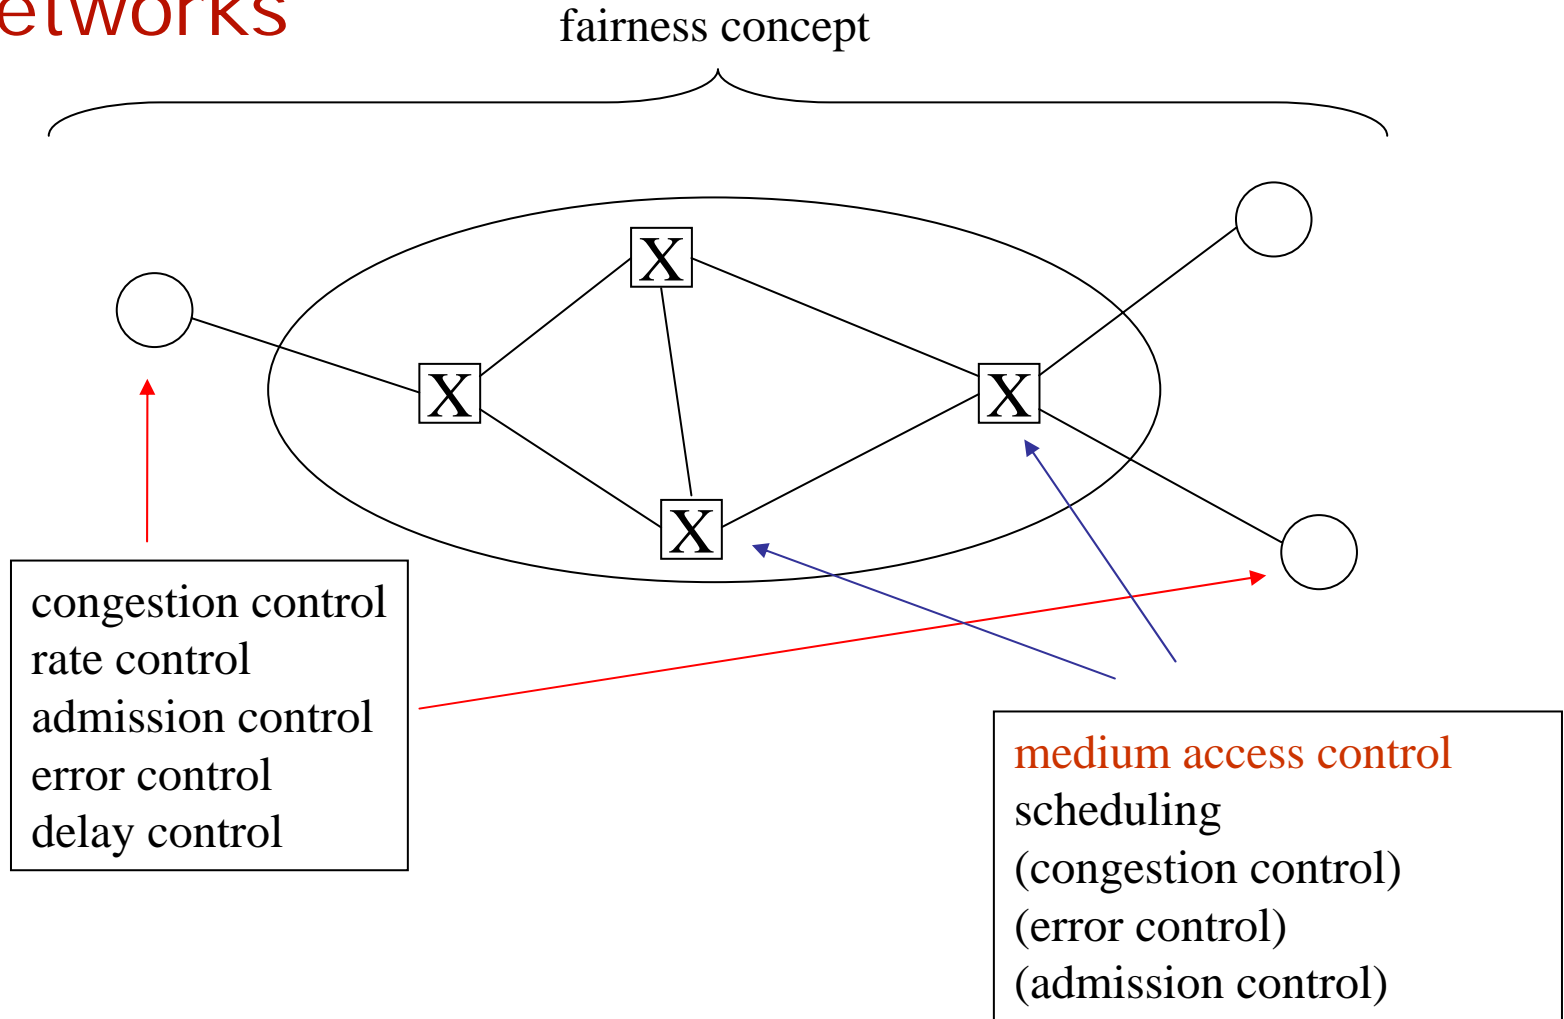 etworks
fairness concept
X
X
X
X
congestion control
rate control
admission control
error control
delay control
medium access control
scheduling
(congestion control)
(error control)
(admission control)